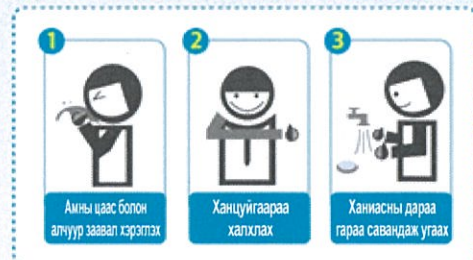 1
Амны цаас болон
алчуур заавал хэрэглэх
2
Ханцуйгаараа
халхлах
3
Ханиасны дараа
гараа савандаж угаах